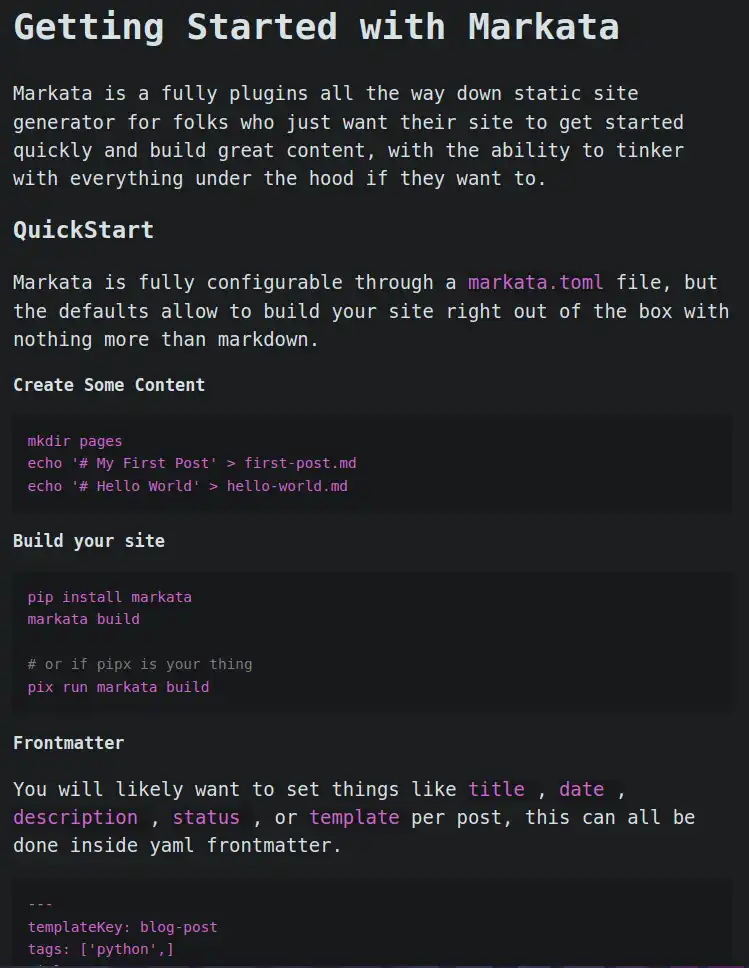 Getting Started with Markata
Markata is a fully plugins all the way down static site
generator for folks who just want their site to get started
quickly and build great content, with the ability to tinker
with everything under the hood if they want to.
QuickStart
Markata is fully configurable through a markata.toml file, but
the defaults allow to build your site right out of the box with
nothing more than markdown.
Create Some Content
mkdir pages
echo '# My First Post' > first-post.md
echo '# Hello World' > hello-world.md
Build your site
pip install markata
markata build
# or if pipx is your thing
pix run markata build
Frontmatter
You will likely want to set things like title , date ,
description , status , or template per post, this can all be
done inside yaml frontmatter.
---
templateKey: blog-post
tags: ['python',]